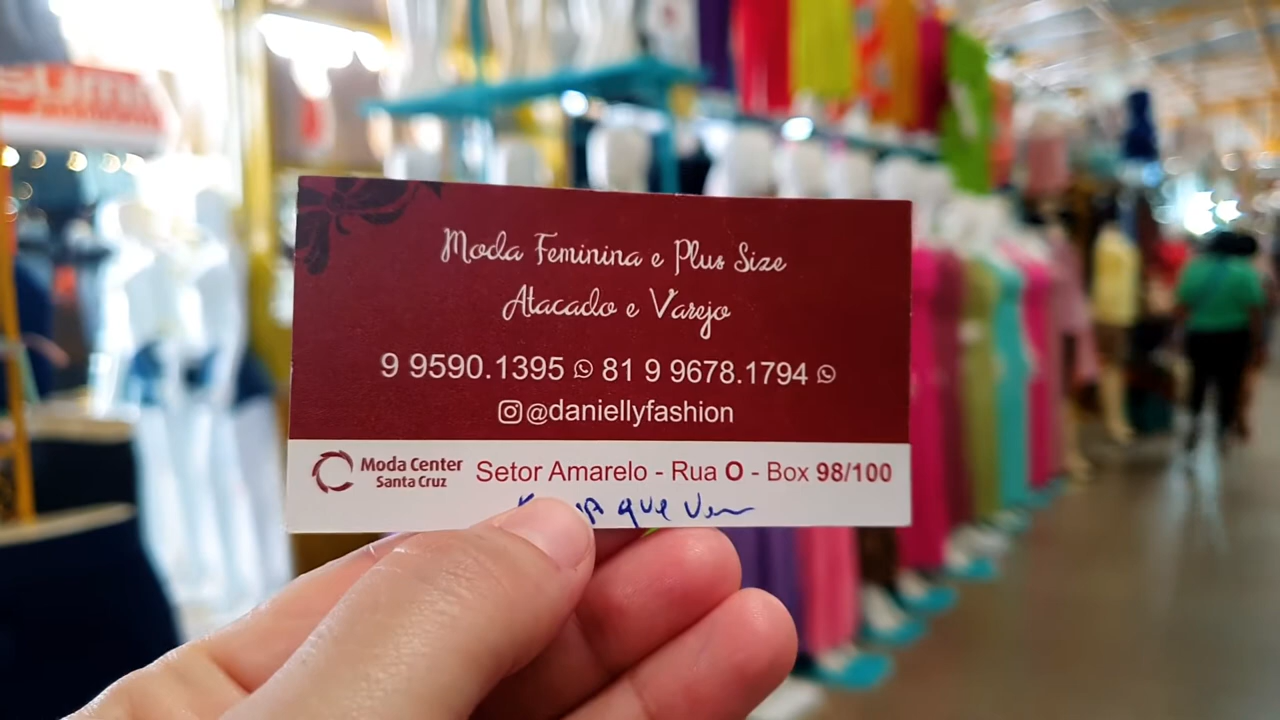 Moda Feminina e Plus Size
Atacado e Varejo
9 9590.1395 81 9 9678.1794
@daniellyfashion
Moda Center
Santa Cruz
Setor Amarelo - Rua O - Box 98/100
que vem